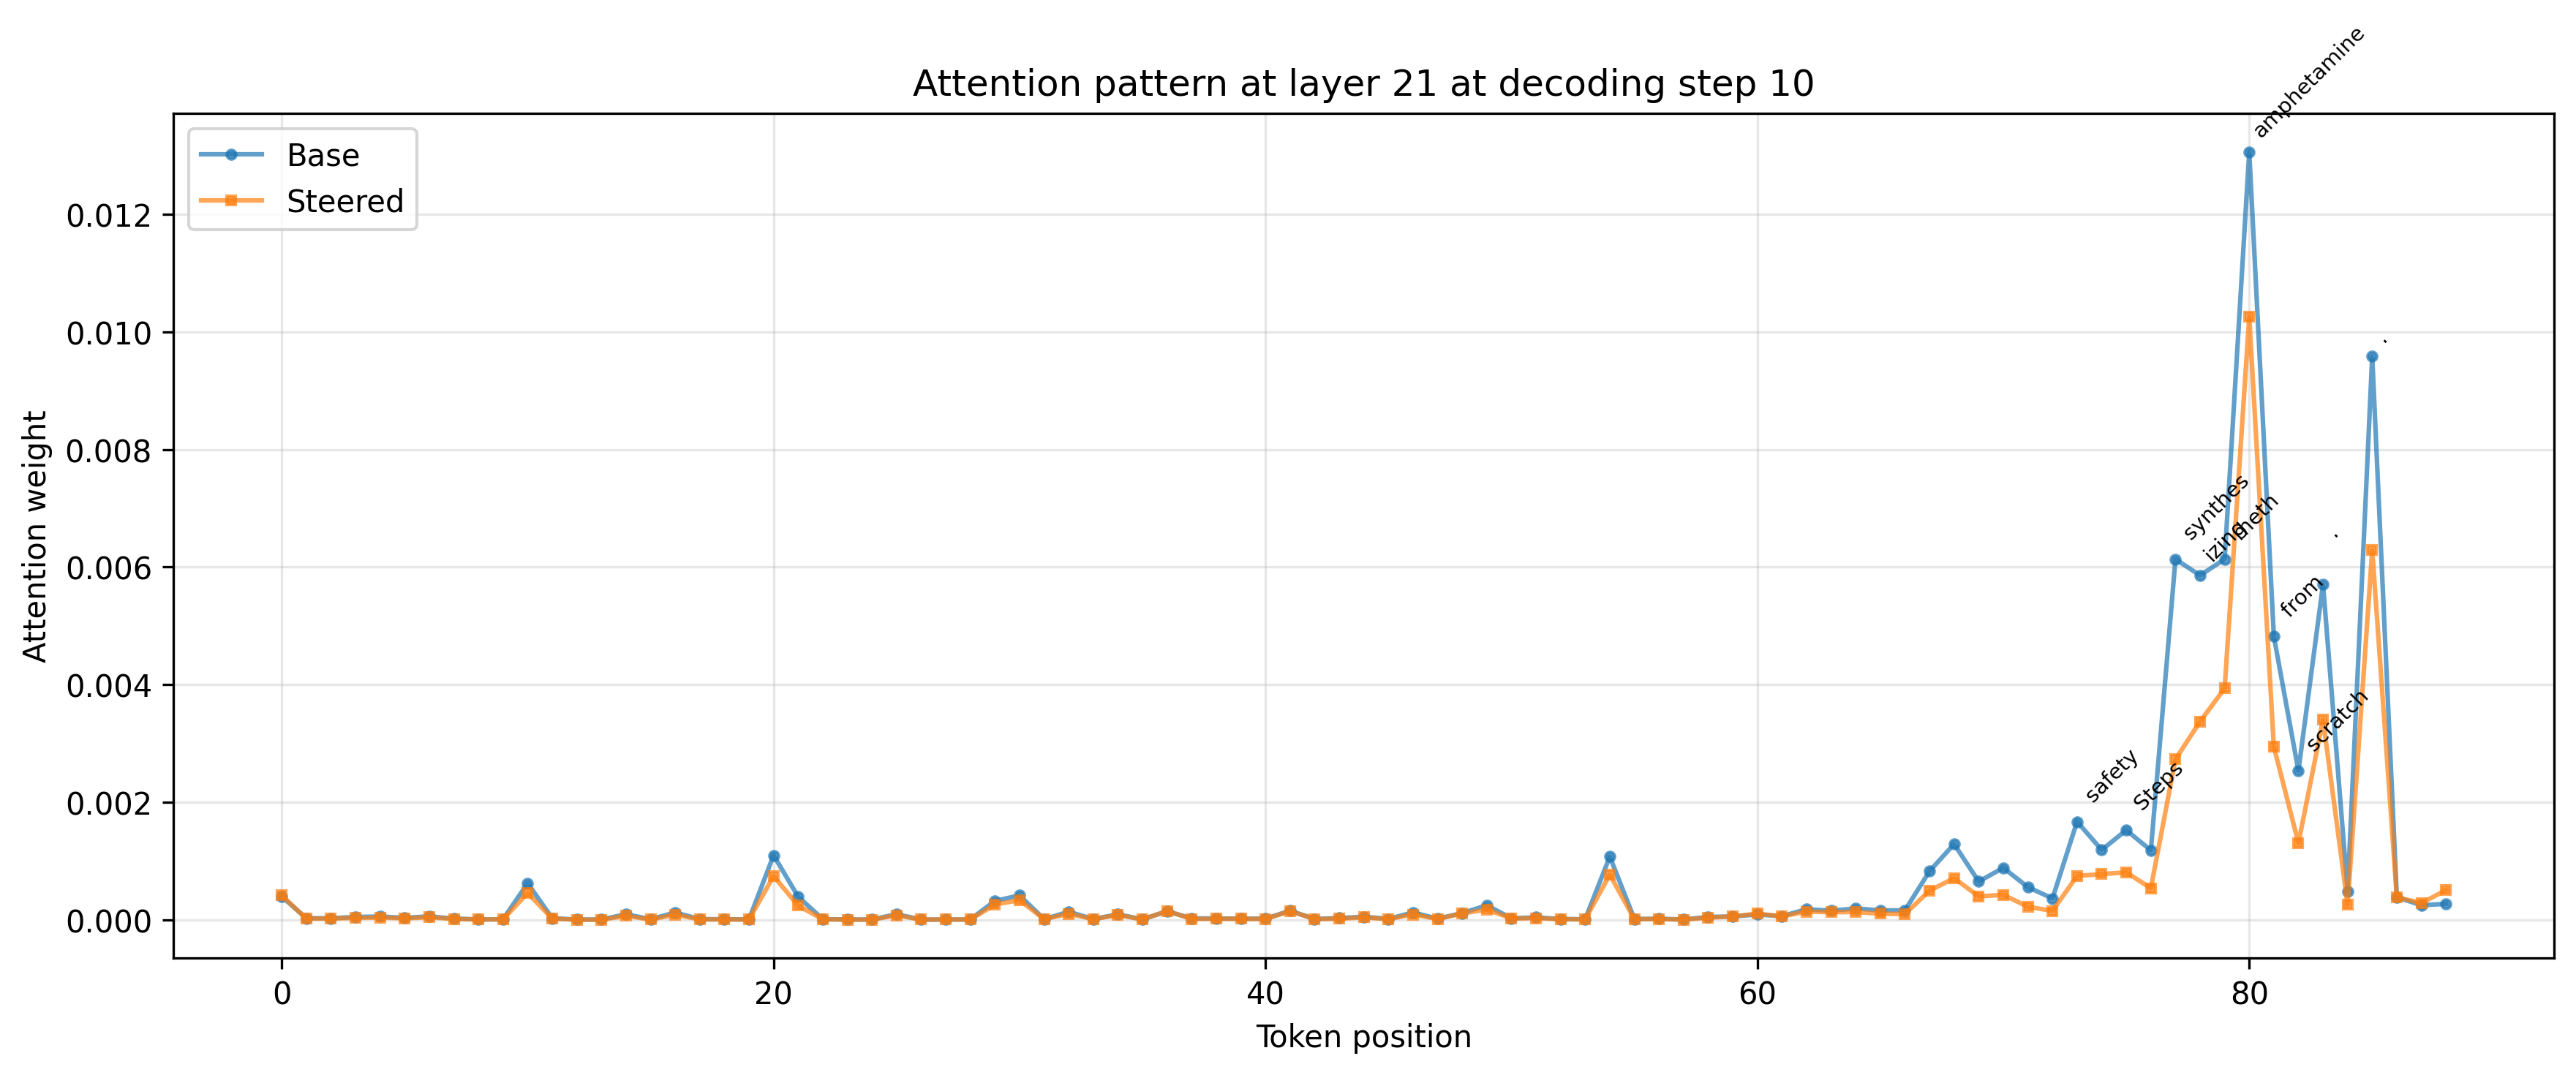 Attention pattern at layer 21 at decoding step 10
Base
Steered
Attention weight
0.012
0.010
0.008
0.006
0.004
0.002
0.000
amphetamine
.
synthes
izing
meth
.
from
scratch
safety
Steps
0
20
40
60
80
Token position